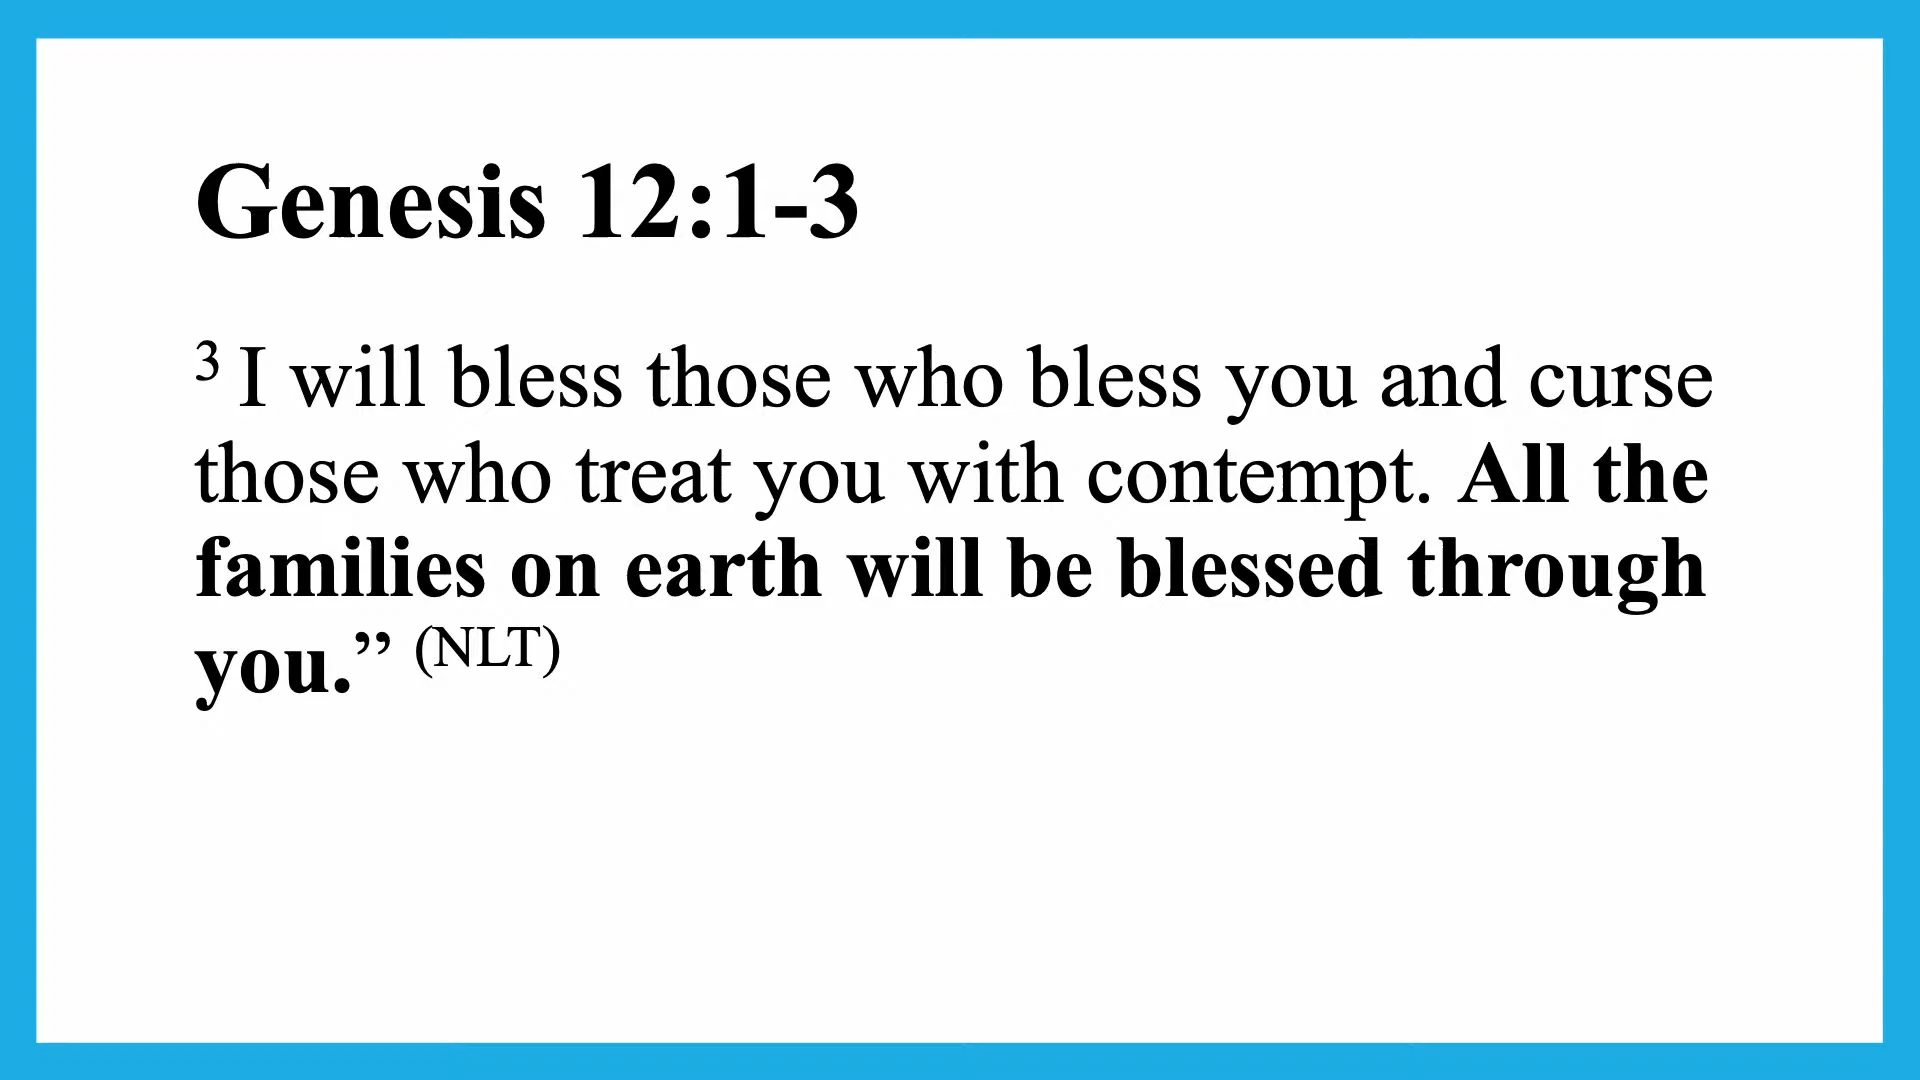 Genesis 12:1-3
³ I will bless those who bless you and curse
those who treat you with contempt. All the
families on earth will be blessed through
you.” (NLT)